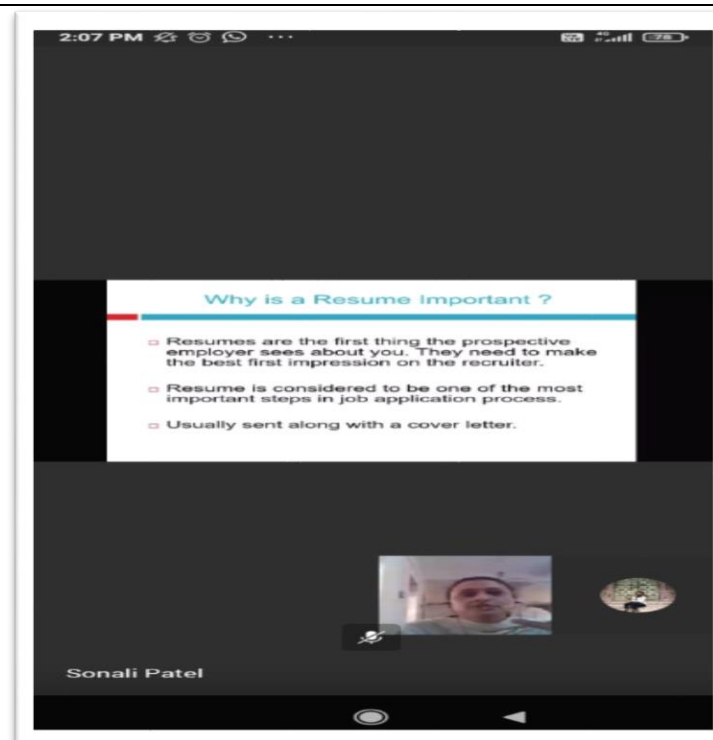 2:07 PM ...
4G 78
Why is a Resume Important ?
Resumes are the first thing the prospective
employer sees about you. They need to make
the best first impression on the recruiter.
Resume is considered to be one of the most
important steps in job application process.
Usually sent along with a cover letter.
Sonali Patel